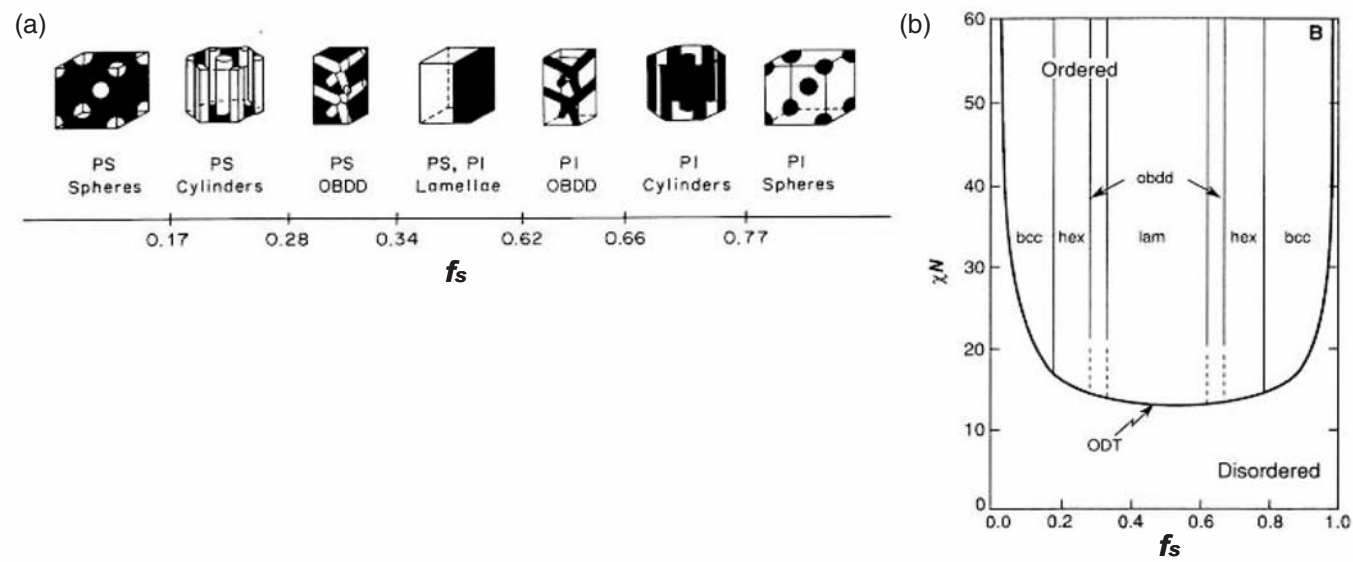 (a)
PS
Spheres
PS
Cylinders
PS
OBDD
PS, PI
Lamellae
PI
OBDD
PI
Cylinders
PI
Spheres
0.17 0.28 0.34 0.62 0.66 0.77
fs
(b)
B
Ordered
obdd
bcc hex lam hex bcc
ODT
Disordered
χN
60
50
40
30
20
10
0
0.0 0.2 0.4 0.6 0.8 1.0
fs